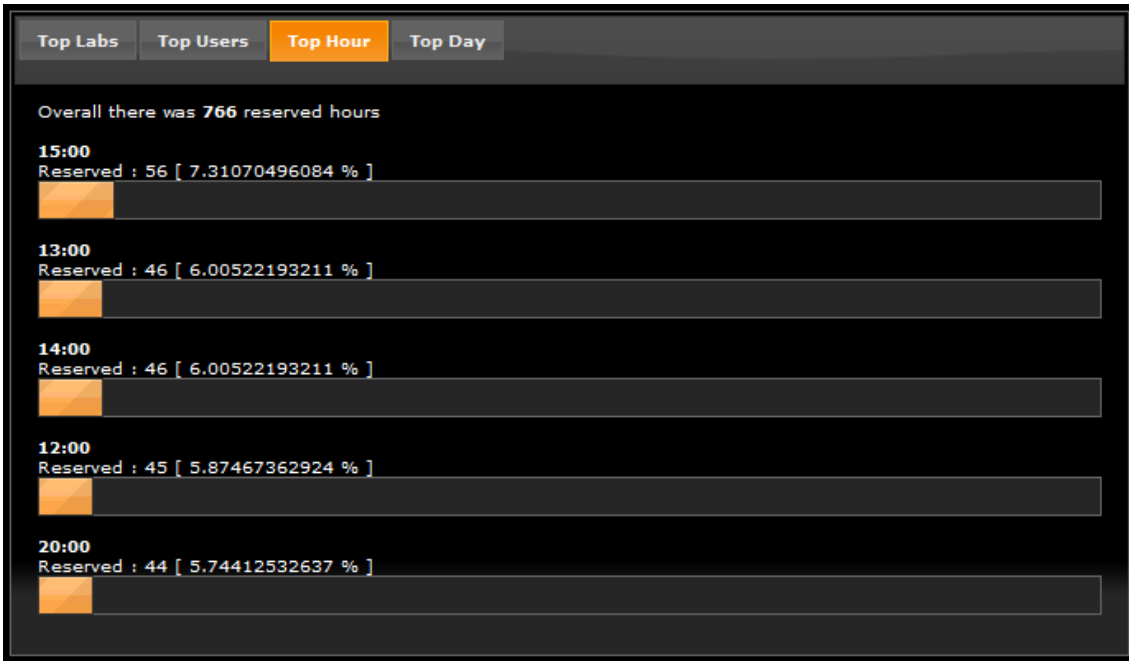 Top Labs Top Users Top Hour Top Day
Overall there was 766 reserved hours
15:00
Reserved : 56 [ 7.31070496084 % ]
13:00
Reserved : 46 [ 6.00522193211 % ]
14:00
Reserved : 46 [ 6.00522193211 % ]
12:00
Reserved : 45 [ 5.87467362924 % ]
20:00
Reserved : 44 [ 5.74412532637 % ]